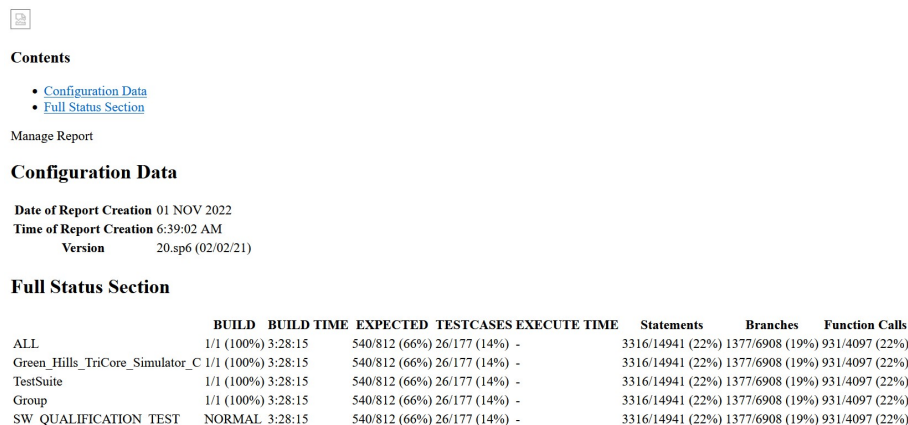 Contents
Configuration Data
Full Status Section
Manage Report
Configuration Data
Date of Report Creation 01 NOV 2022
Time of Report Creation 6:39:02 AM
Version 20.sp6 (02/02/21)
Full Status Section
BUILD BUILD TIME EXPECTED TESTCASES EXECUTE TIME Statements Branches Function Calls
ALL 1/1 (100%) 3:28:15 540/812 (66%) 26/177 (14%) - 3316/14941 (22%) 1377/6908 (19%) 931/4097 (22%)
Green_Hills_TriCore_Simulator_C 1/1 (100%) 3:28:15 540/812 (66%) 26/177 (14%) - 3316/14941 (22%) 1377/6908 (19%) 931/4097 (22%)
TestSuite 1/1 (100%) 3:28:15 540/812 (66%) 26/177 (14%) - 3316/14941 (22%) 1377/6908 (19%) 931/4097 (22%)
Group 1/1 (100%) 3:28:15 540/812 (66%) 26/177 (14%) - 3316/14941 (22%) 1377/6908 (19%) 931/4097 (22%)
SW_QUALIFICATION_TEST NORMAL 3:28:15 540/812 (66%) 26/177 (14%) - 3316/14941 (22%) 1377/6908 (19%) 931/4097 (22%)